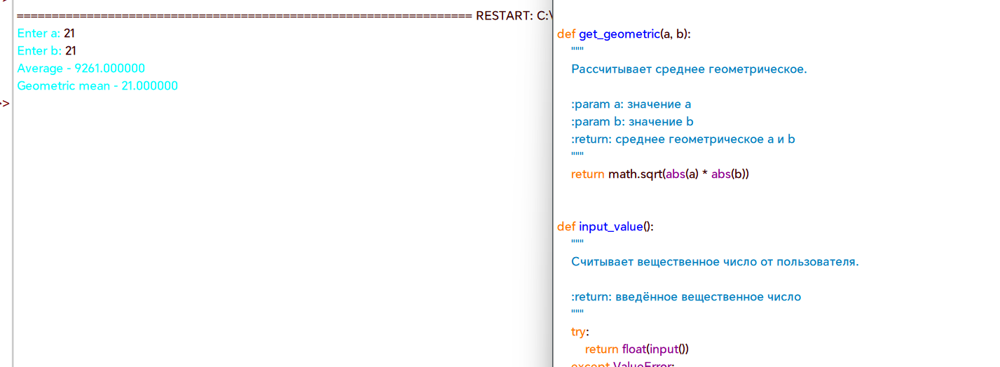 ================================================================= RESTART: C:\
Enter a: 21
Enter b: 21
Average - 9261.000000
Geometric mean - 21.000000
>>
def get_geometric(a, b):
"""
Рассчитывает среднее геометрическое.
:param a: значение a
:param b: значение b
:return: среднее геометрическое a и b
"""
return math.sqrt(abs(a) * abs(b))
def input_value():
"""
Считывает вещественное число от пользователя.
:return: введённое вещественное число
"""
try:
return float(input())
except ValueError: